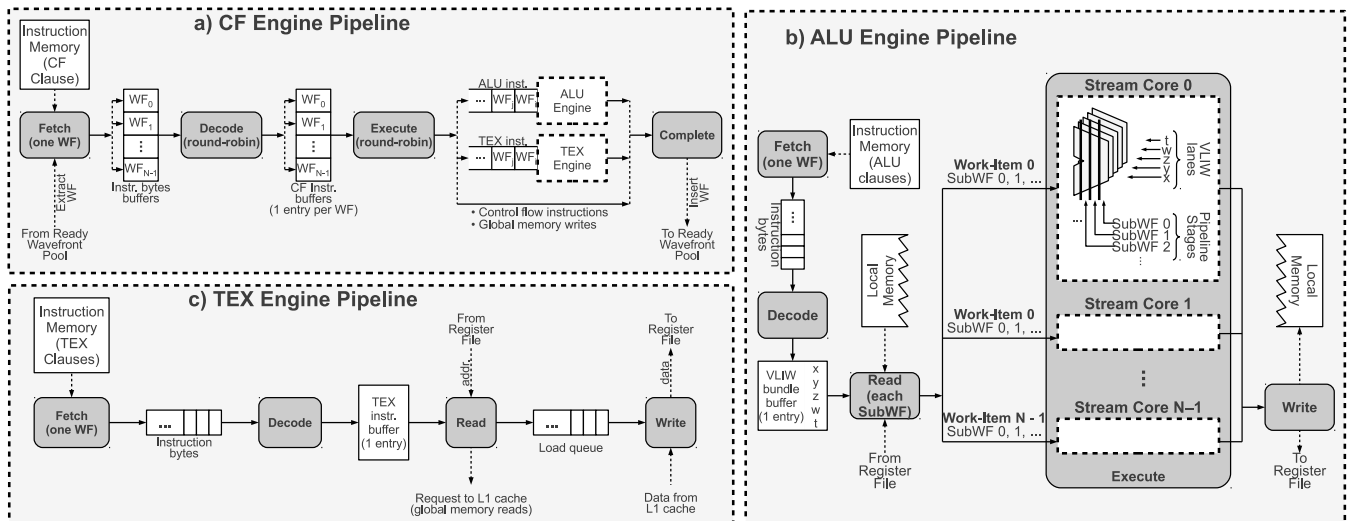 a) CF Engine Pipeline
Instruction
Memory
(CF
Clause)
Fetch
(one WF)
Extract
WF
From Ready
Wavefront
Pool
WF0
WF1
⋮
WFN-1
Instr. bytes
buffers
Decode
(round-robin)
WF0
WF1
⋮
WFN-1
CF Instr.
buffers
(1 entry per WF)
Execute
(round-robin)
ALU inst.
... WFj WFi
ALU
Engine
TEX inst.
... WFj WFi
TEX
Engine
• Control flow instructions
• Global memory writes
Complete
Insert
WF
To Ready
Wavefront
Pool
c) TEX Engine Pipeline
Instruction
Memory
(TEX
Clauses)
Fetch
(one WF)
...
Instruction
bytes
Decode
TEX
instr.
buffer
(1 entry)
From
Register
File
addr.
Read
Request to L1 cache
(global memory reads)
...
Load queue
To
Register
File
data
Write
Data from
L1 cache
b) ALU Engine Pipeline
Fetch
(one WF)
Instruction
Memory
(ALU
clauses)
Instruction
bytes
...
Decode
VLIW
bundle
buffer
(1 entry)
x
y
z
w
t
Local
Memory
Read
(each
SubWF)
From
Register
File
Work-Item 0
SubWF 0, 1, ...
Work-Item 0
SubWF 0, 1, ...
Work-Item N - 1
SubWF 0, 1, ...
Stream Core 0
t
w
z
y
x
VLIW
lanes
...
SubWF 0
SubWF 1
SubWF 2
...
Pipeline
Stages
Stream Core 1
⋮
Stream Core N–1
Execute
Local
Memory
Write
To
Register
File